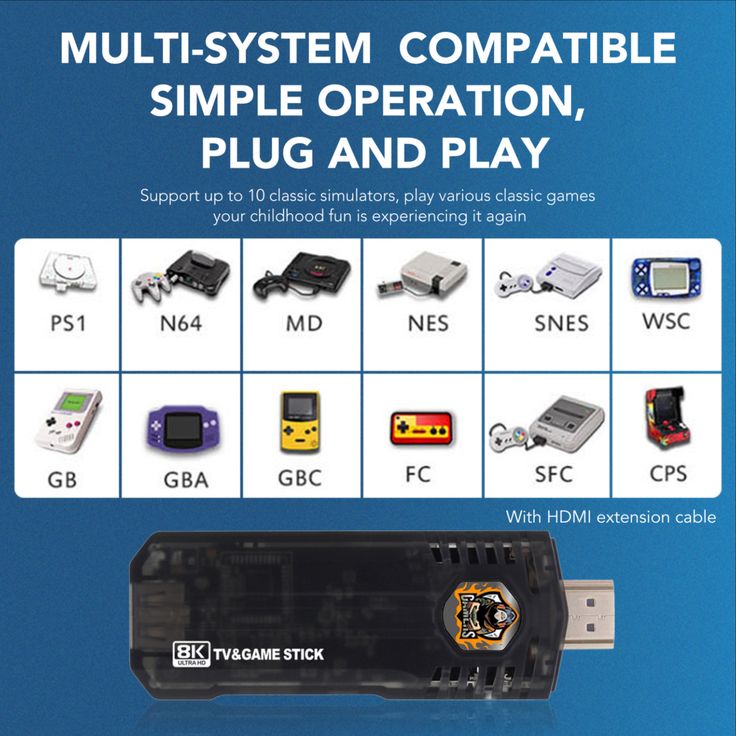 MULTI-SYSTEM COMPATIBLE
SIMPLE OPERATION,
PLUG AND PLAY
Support up to 10 classic simulators, play various classic games
your childhood fun is experiencing it again
PS1
N64
MD
NES
SNES
WSC
GB
GBA
GBC
FC
SFC
CPS
With HDMI extension cable
8K
ULTRA HD
TV&GAME STICK